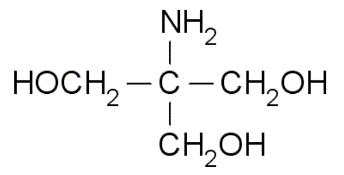 NH₂
HOCH₂ — C — CH₂OH
CH₂OH